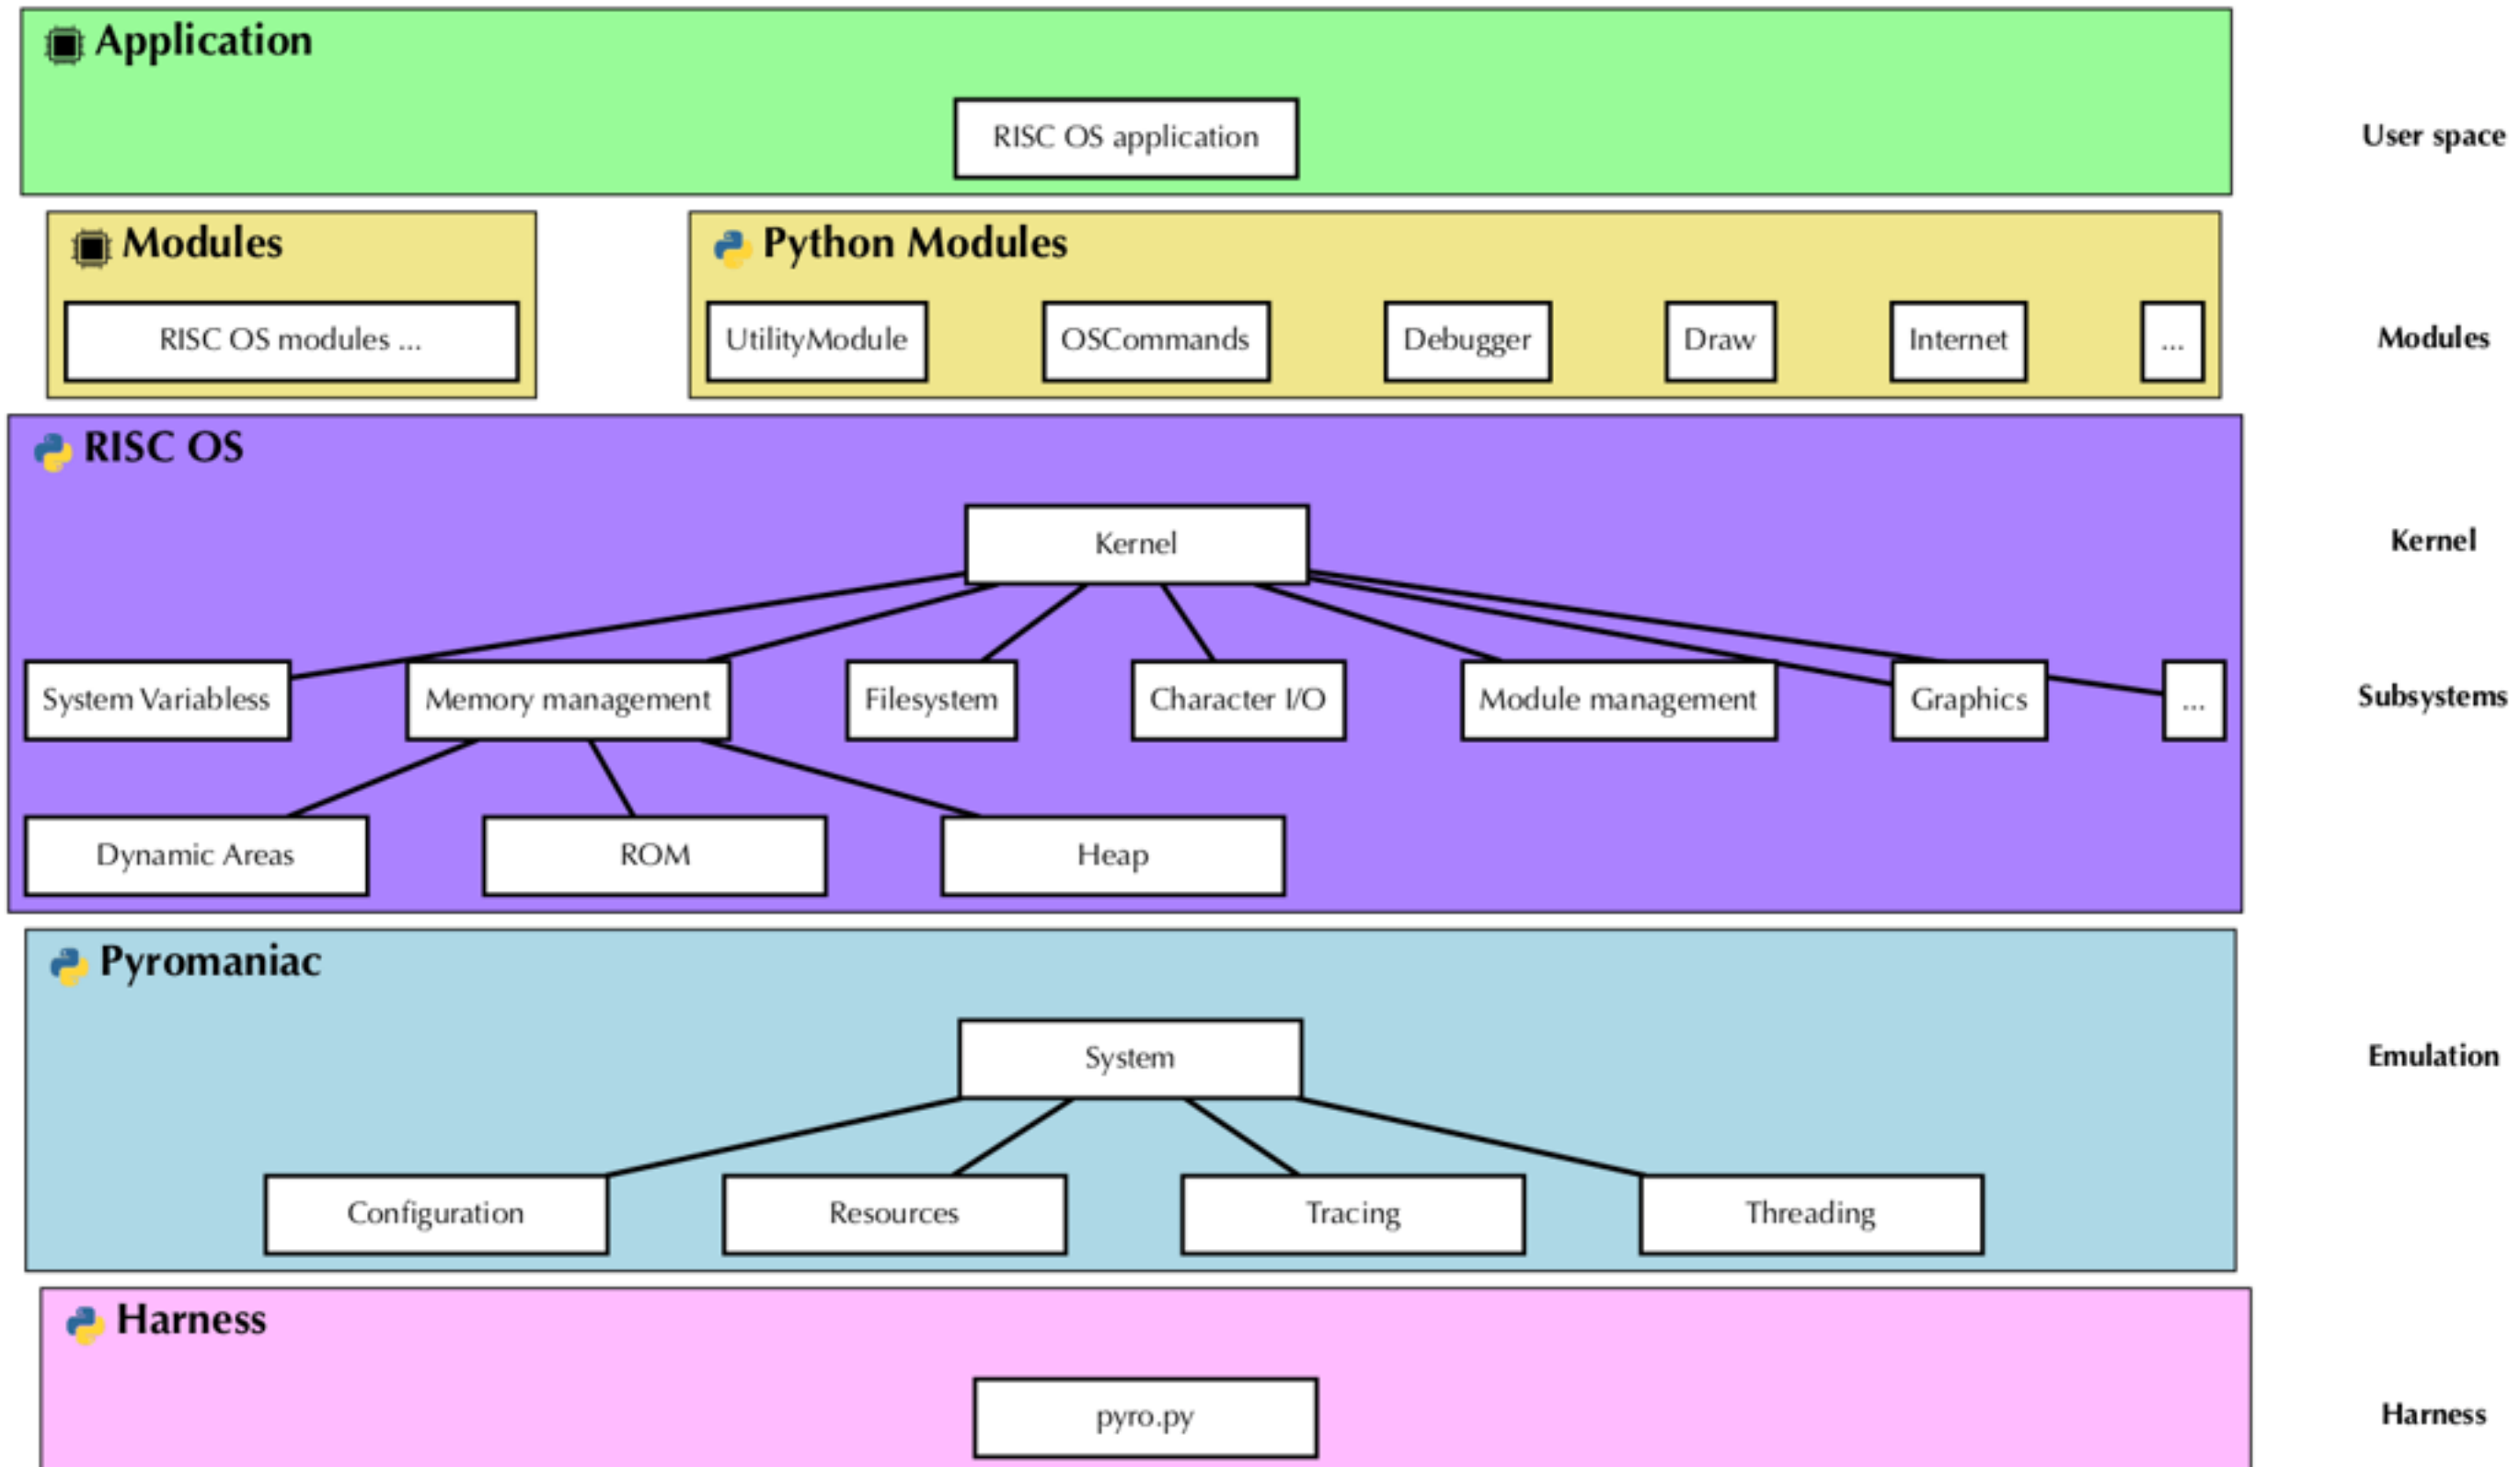 Application
RISC OS application
User space
Modules
Python Modules
RISC OS modules ...
UtilityModule
OSCommands
Debugger
Draw
Internet
...
Modules
RISC OS
Kernel
Kernel
System Variabless
Memory management
Filesystem
Character I/O
Module management
Graphics
...
Subsystems
Dynamic Areas
ROM
Heap
Pyromaniac
System
Emulation
Configuration
Resources
Tracing
Threading
Harness
pyro.py
Harness